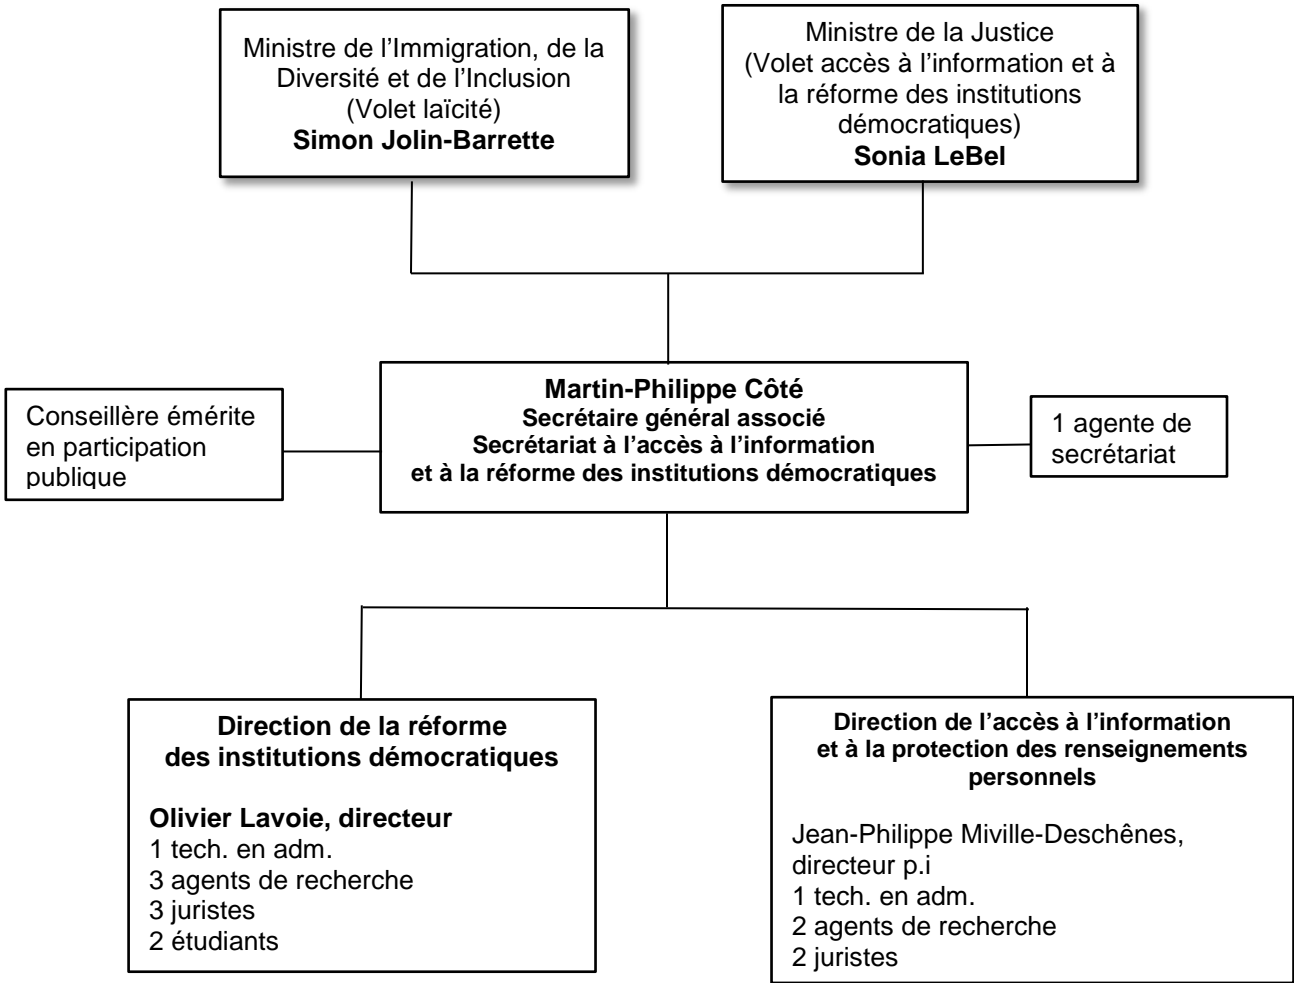 Ministre de l’Immigration, de la
Diversité et de l’Inclusion
(Volet laïcité)
Simon Jolin-Barrette
Ministre de la Justice
(Volet accès à l’information et à
la réforme des institutions
démocratiques)
Sonia LeBel
Martin-Philippe Côté
Secrétaire général associé
Secrétariat à l’accès à l’information
et à la réforme des institutions démocratiques
Conseillère émérite
en participation
publique
1 agente de
secrétariat
Direction de la réforme
des institutions démocratiques
Olivier Lavoie, directeur
1 tech. en adm.
3 agents de recherche
3 juristes
2 étudiants
Direction de l’accès à l’information
et à la protection des renseignements
personnels
Jean-Philippe Miville-Deschênes,
directeur p.i
1 tech. en adm.
2 agents de recherche
2 juristes